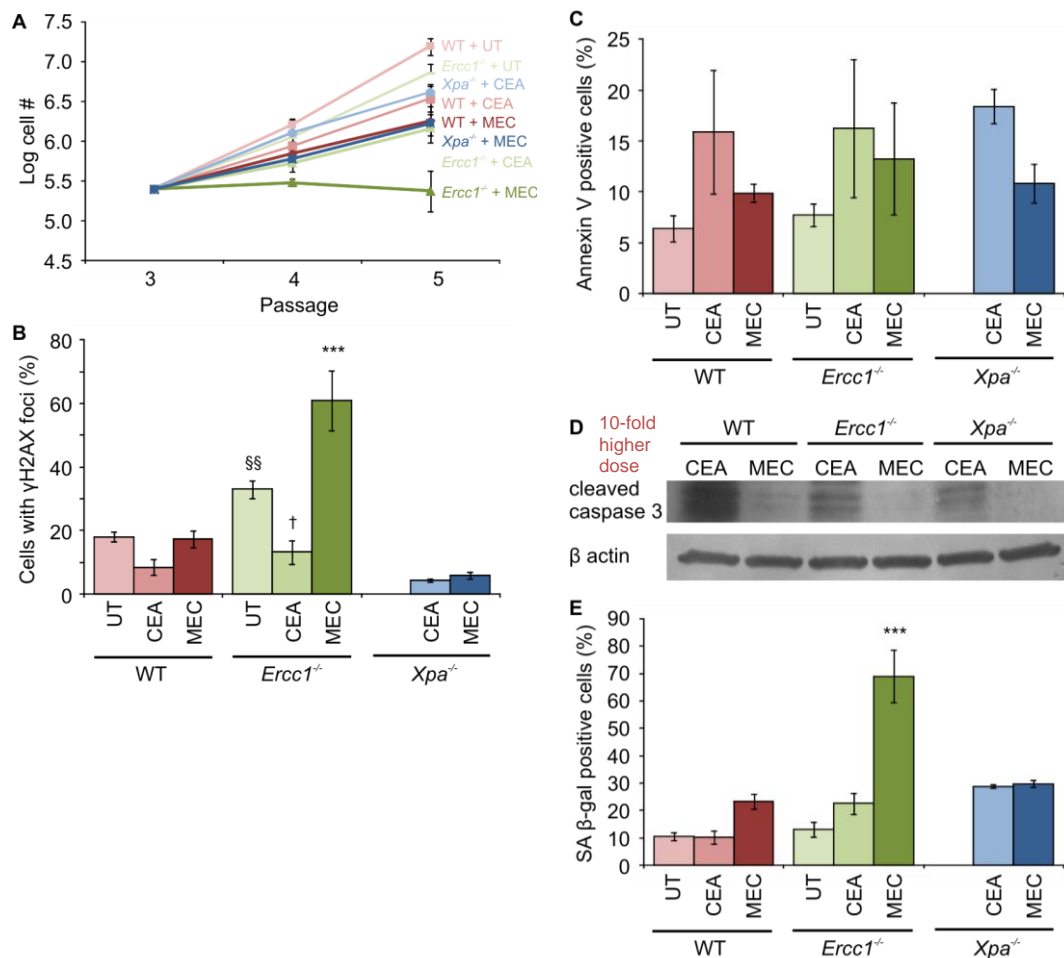 A
Log cell #
7.5
7.0
6.5
6.0
5.5
5.0
4.5
3
4
5
Passage
WT + UT
Ercc1-/- + UT
Xpa-/- + CEA
WT + CEA
WT + MEC
Xpa-/- + MEC
Ercc1-/- + CEA
Ercc1-/- + MEC
B
Cells with γH2AX foci (%)
80
60
40
20
0
§§
†
***
UT
CEA
MEC
UT
CEA
MEC
CEA
MEC
WT
Ercc1-/-
Xpa-/-
C
Annexin V positive cells (%)
25
20
15
10
5
0
UT
CEA
MEC
UT
CEA
MEC
CEA
MEC
WT
Ercc1-/-
Xpa-/-
D
10-fold
higher
dose
WT
Ercc1-/-
Xpa-/-
CEA MEC CEA MEC CEA MEC
cleaved
caspase 3
β actin
E
SA β-gal positive cells (%)
90
80
70
60
50
40
30
20
10
0
***
UT
CEA
MEC
UT
CEA
MEC
CEA
MEC
WT
Ercc1-/-
Xpa-/-